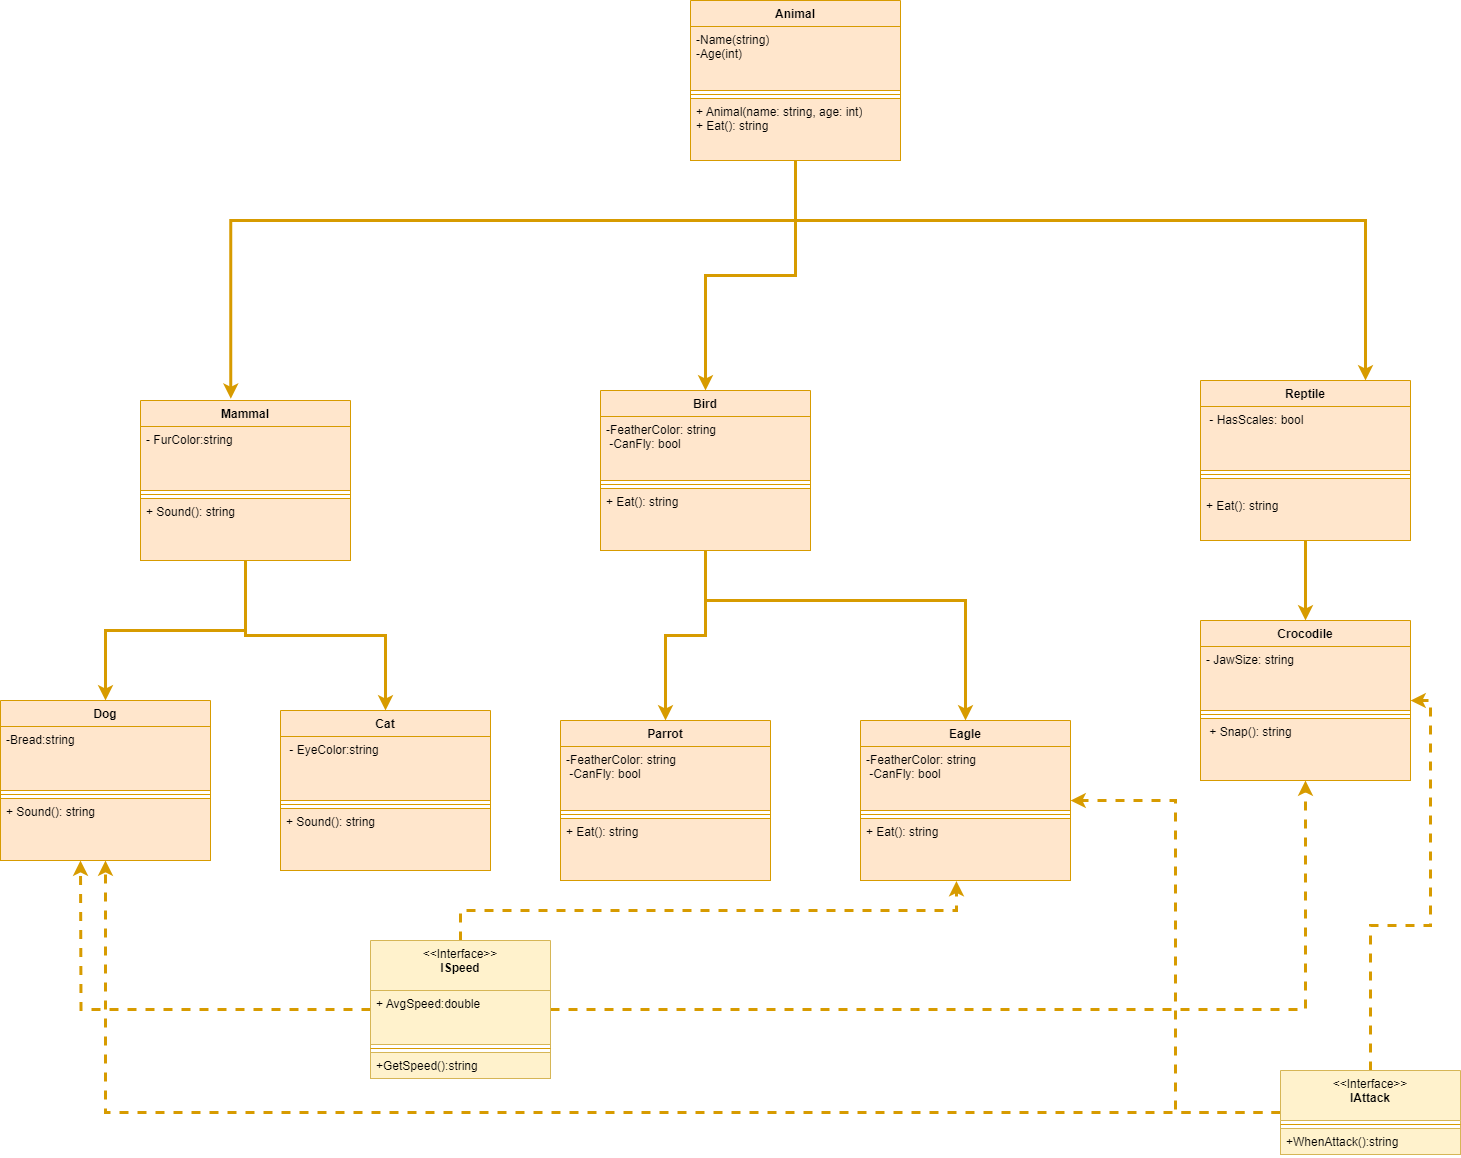 Animal
-Name(string)
-Age(int)
+ Animal(name: string, age: int)
+ Eat(): string
Mammal
- FurColor:string
+ Sound(): string
Bird
-FeatherColor: string
-CanFly: bool
+ Eat(): string
Reptile
- HasScales: bool
+ Eat(): string
Dog
-Bread:string
+ Sound(): string
Cat
- EyeColor:string
+ Sound(): string
Parrot
-FeatherColor: string
-CanFly: bool
+ Eat(): string
Eagle
-FeatherColor: string
-CanFly: bool
+ Eat(): string
Crocodile
- JawSize: string
+ Snap(): string
<<Interface>>
ISpeed
+ AvgSpeed:double
+GetSpeed():string
<<Interface>>
IAttack
+WhenAttack():string